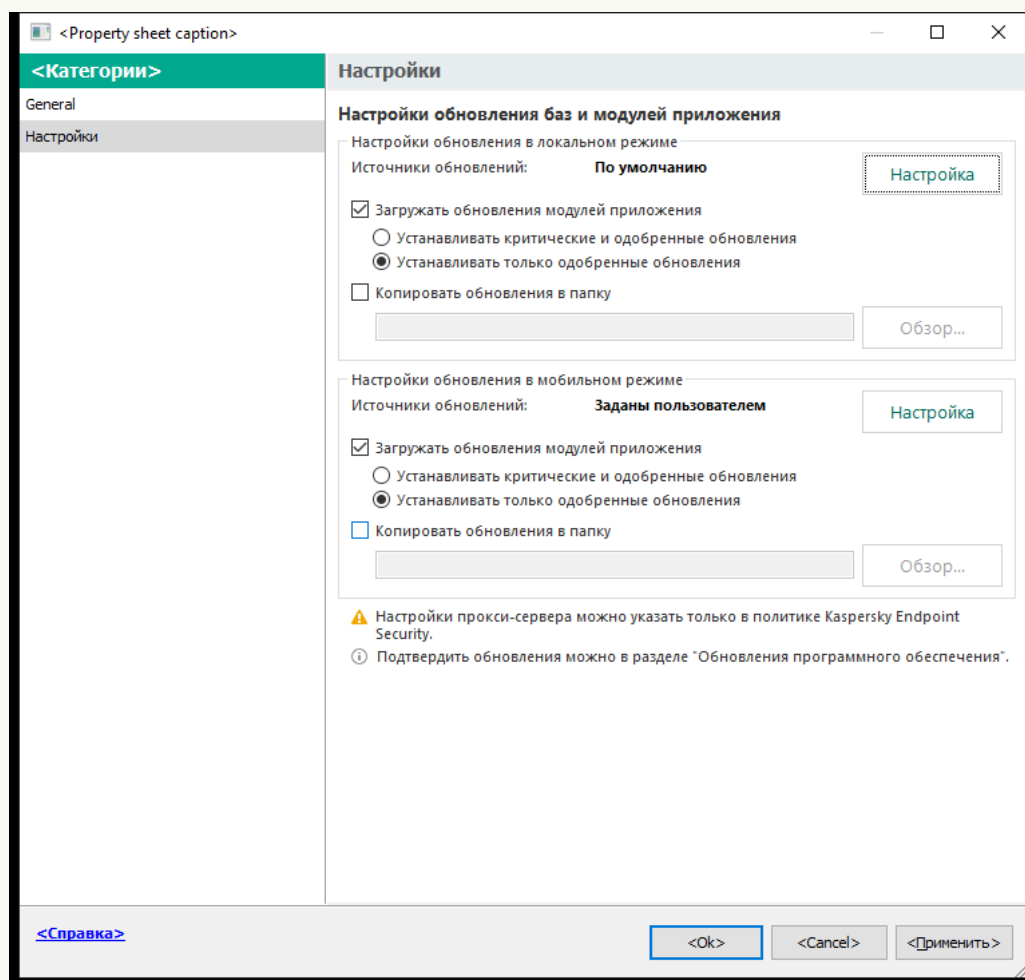 <Property sheet caption>
<Категории>
General
Настройки
Настройки
Настройки обновления баз и модулей приложения
Настройки обновления в локальном режиме
Источники обновлений: По умолчанию
Настройка
Загружать обновления модулей приложения
Устанавливать критические и одобренные обновления
Устанавливать только одобренные обновления
Копировать обновления в папку
Обзор...
Настройки обновления в мобильном режиме
Источники обновлений: Заданы пользователем
Настройка
Загружать обновления модулей приложения
Устанавливать критические и одобренные обновления
Устанавливать только одобренные обновления
Копировать обновления в папку
Обзор...
Настройки прокси-сервера можно указать только в политике Kaspersky Endpoint
Security.
Подтвердить обновления можно в разделе "Обновления программного обеспечения".
<Справка>
<Ok> <Cancel> <Применить>